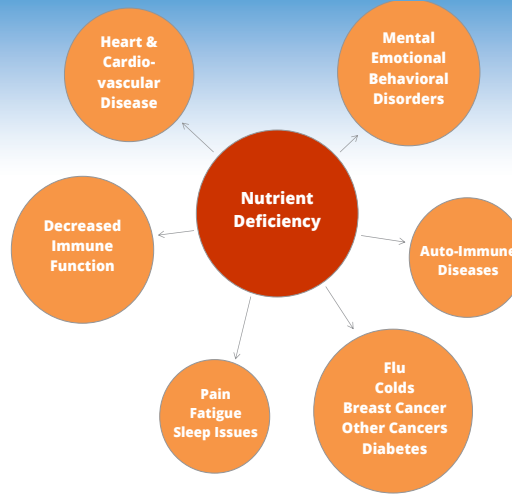 Heart &
Cardio-
vascular
Disease
Mental
Emotional
Behavioral
Disorders
Nutrient
Deficiency
Decreased
Immune
Function
Auto-Immune
Diseases
Pain
Fatigue
Sleep Issues
Flu
Colds
Breast Cancer
Other Cancers
Diabetes